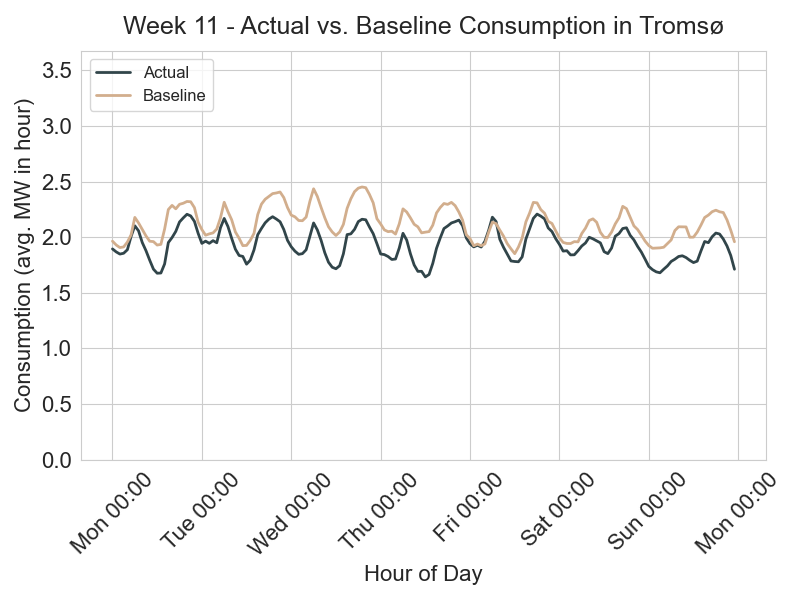 Week 11 - Actual vs. Baseline Consumption in Tromsø
Actual
Baseline
Consumption (avg. MW in hour)
3.5
3.0
2.5
2.0
1.5
1.0
0.5
0.0
Mon 00:00
Tue 00:00
Wed 00:00
Thu 00:00
Fri 00:00
Sat 00:00
Sun 00:00
Mon 00:00
Hour of Day